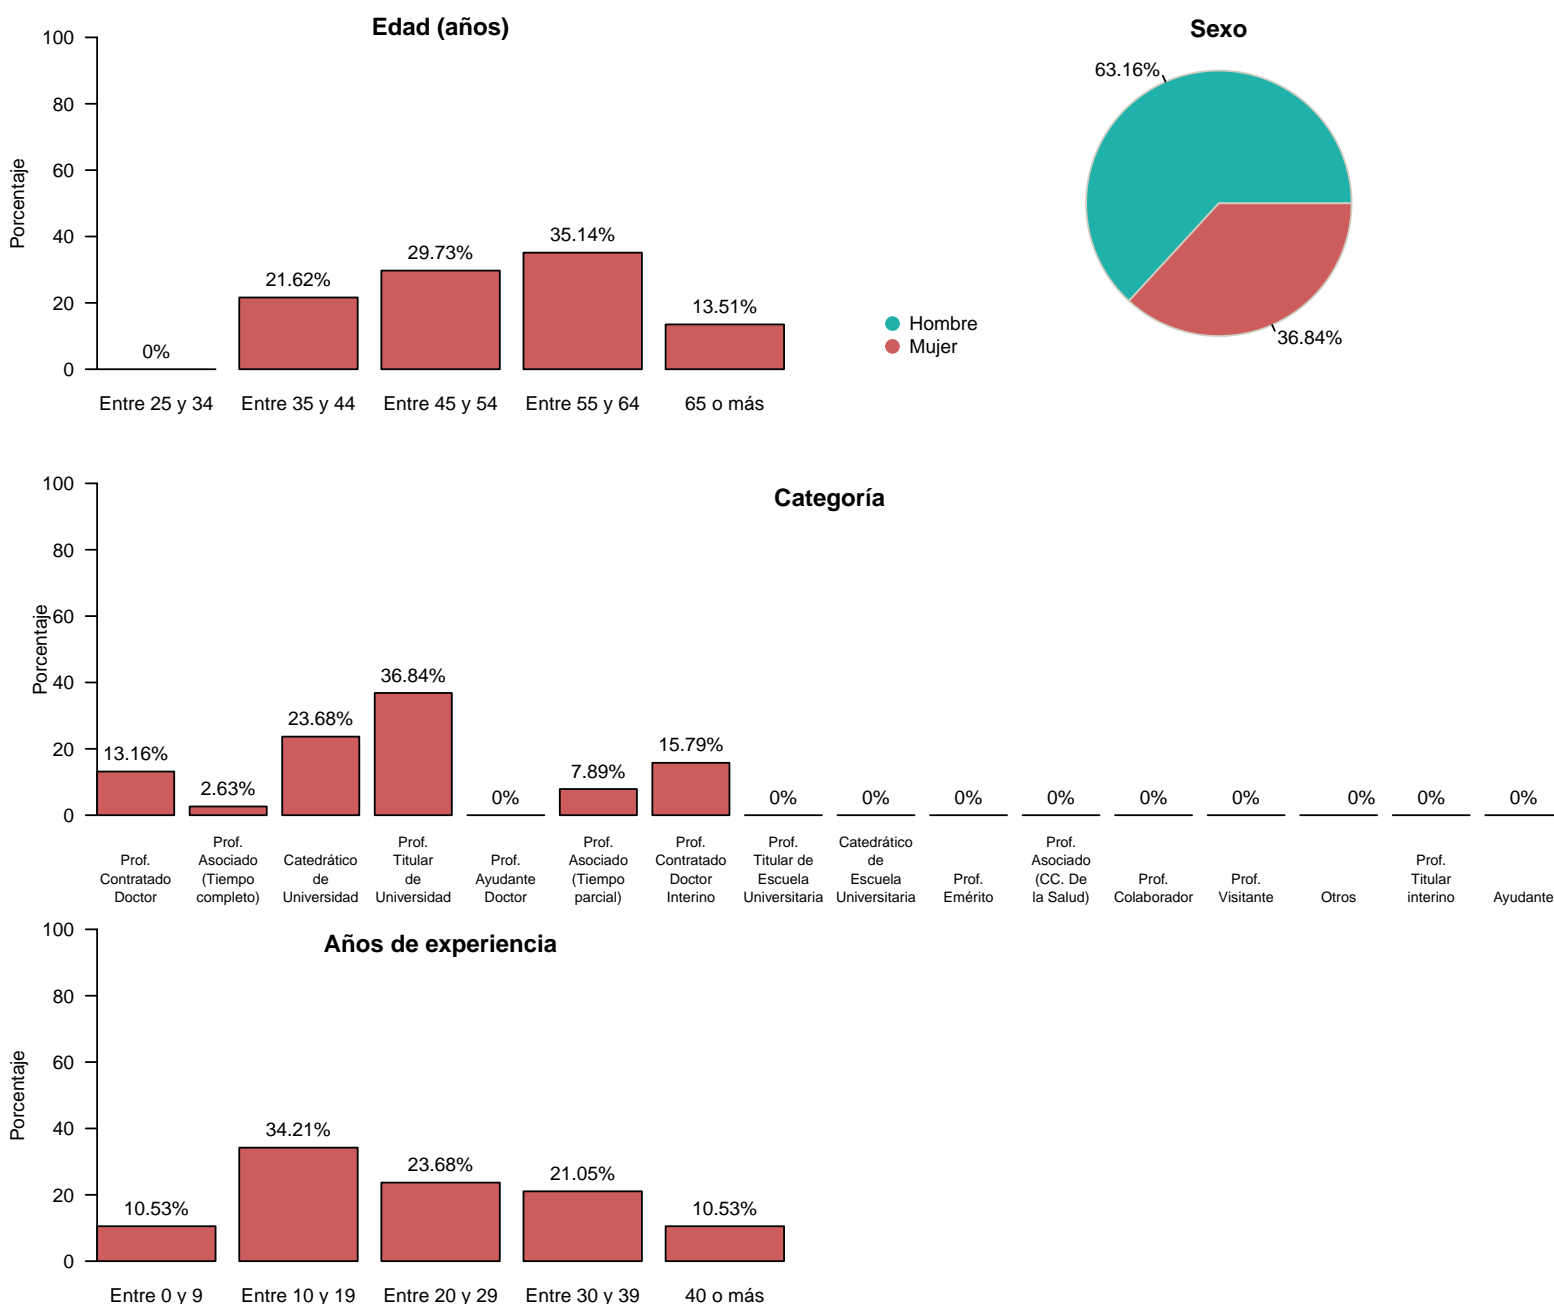 Edad (años)
100
80
60
40
20
0
Porcentaje
0%
21.62%
29.73%
35.14%
13.51%
Entre 25 y 34
Entre 35 y 44
Entre 45 y 54
Entre 55 y 64
65 o más
Sexo
63.16%
36.84%
Hombre
Mujer
Categoría
100
80
60
40
20
0
Porcentaje
13.16%
2.63%
23.68%
36.84%
0%
7.89%
15.79%
0%
0%
0%
0%
0%
0%
0%
0%
0%
Prof.
Contratado
Doctor
Prof.
Asociado
(Tiempo
completo)
Catedrático
de
Universidad
Prof.
Titular
de
Universidad
Prof.
Ayudante
Doctor
Prof.
Asociado
(Tiempo
parcial)
Prof.
Contratado
Doctor
Interino
Prof.
Titular de
Escuela
Universitaria
Catedrático
de
Escuela
Universitaria
Prof.
Emérito
Prof.
Asociado
(CC. De
la Salud)
Prof.
Colaborador
Prof.
Visitante
Otros
Prof.
Titular
interino
Ayudante
Años de experiencia
100
80
60
40
20
0
Porcentaje
10.53%
34.21%
23.68%
21.05%
10.53%
Entre 0 y 9
Entre 10 y 19
Entre 20 y 29
Entre 30 y 39
40 o más